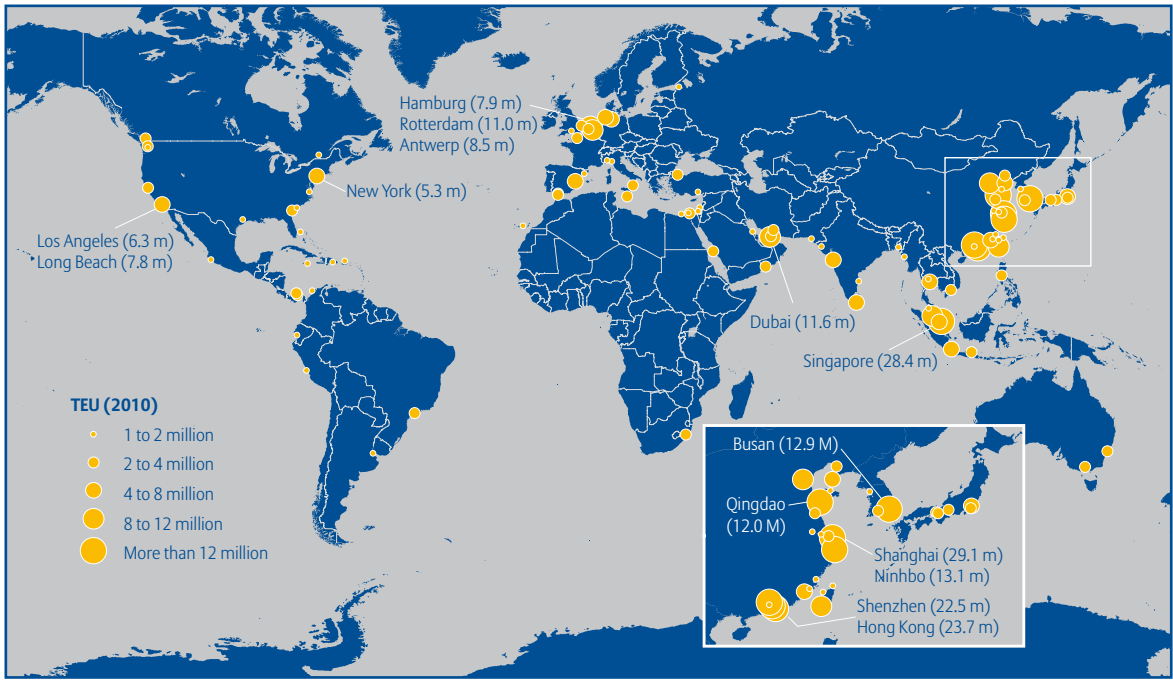 Hamburg (7.9 m)
Rotterdam (11.0 m)
Antwerp (8.5 m)
New York (5.3 m)
Los Angeles (6.3 m)
Long Beach (7.8 m)
Dubai (11.6 m)
Singapore (28.4 m)
TEU (2010)
1 to 2 million
2 to 4 million
4 to 8 million
8 to 12 million
More than 12 million
Busan (12.9 M)
Qingdao
(12.0 M)
Shanghai (29.1 m)
Ninhbo (13.1 m)
Shenzhen (22.5 m)
Hong Kong (23.7 m)